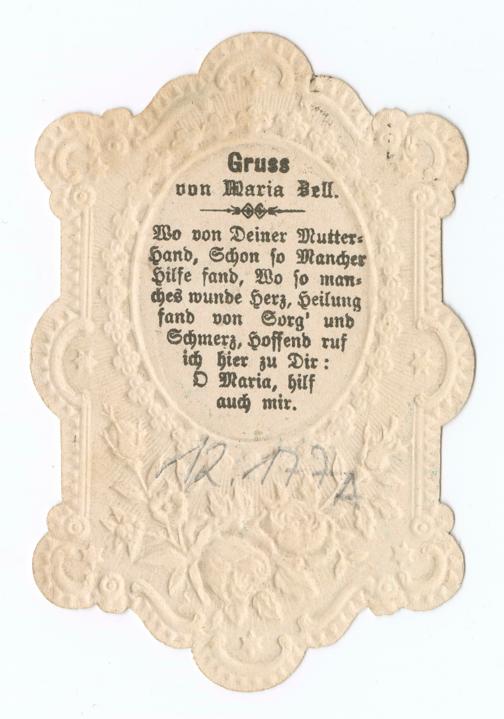 Gruss
von Maria Zell.
Wo von Deiner Mutter=
Hand, Schon so Mancher
Hilfe fand, Wo so man=
ches wunde Herz, Heilung
fand von Sorg' und
Schmerz, Hoffend ruf
ich hier zu Dir:
O Maria, hilf
auch mir.
12.177A